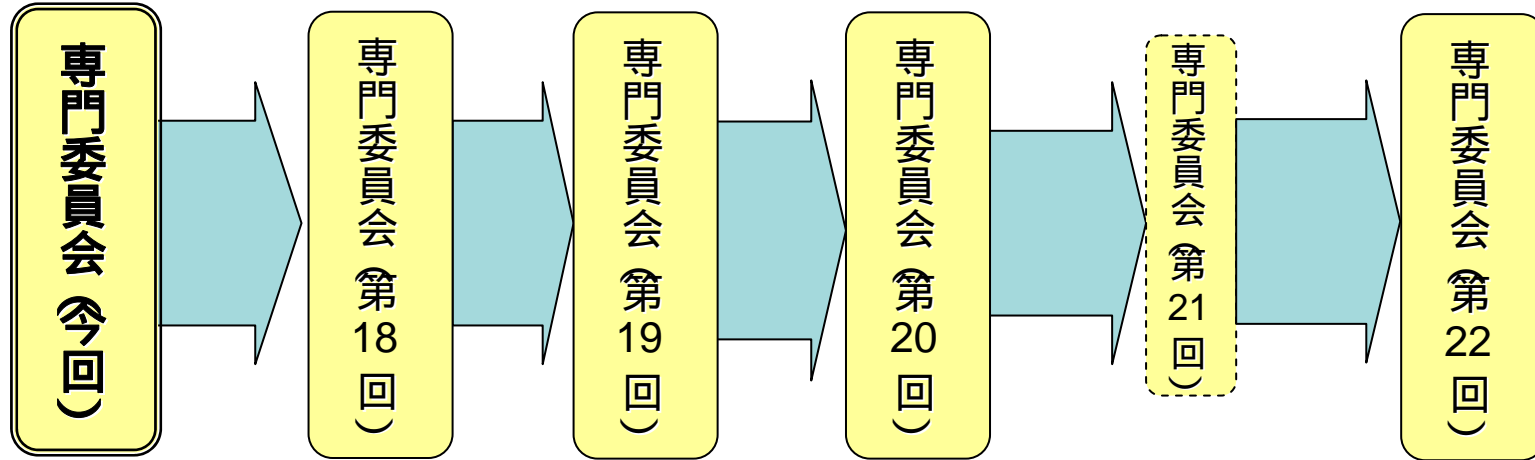 専門委員会（今回）
専門委員会（第18回）
専門委員会（第19回）
専門委員会（第20回）
専門委員会（第21回）
専門委員会（第22回）